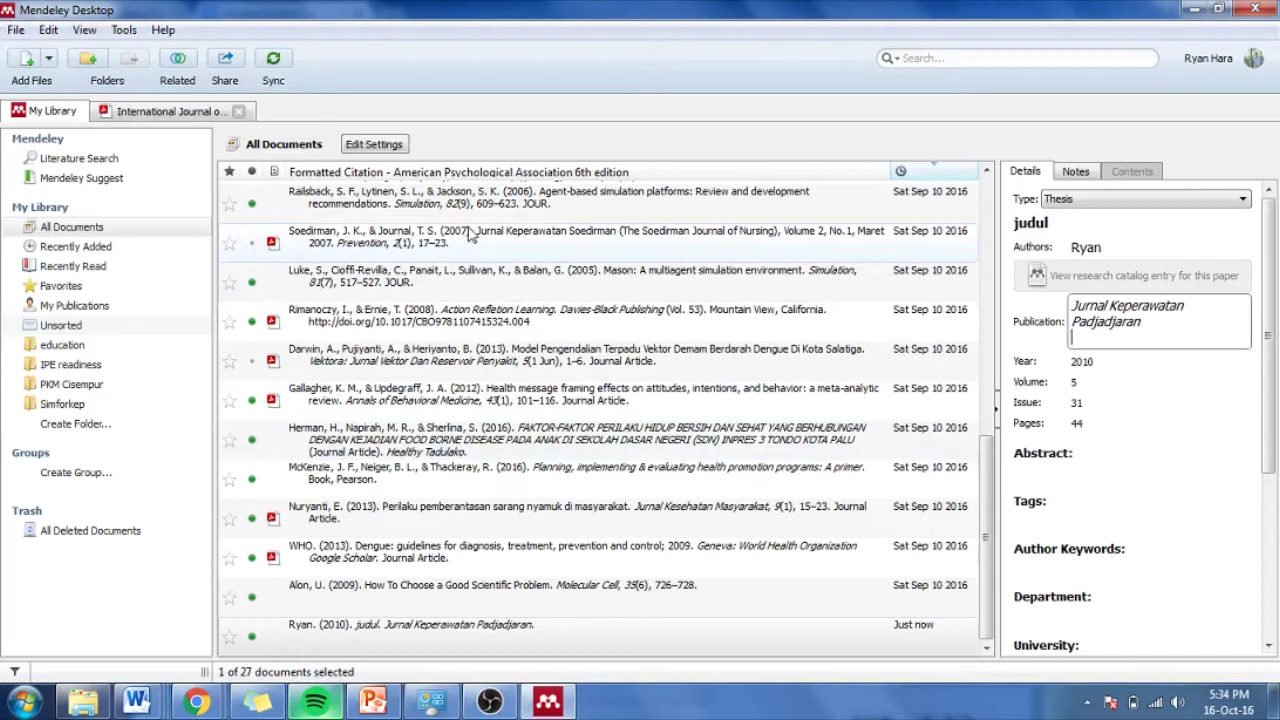 Mendeley Desktop
File Edit View Tools Help
Add Files Folders Related Share Sync
Search...
Ryan Hara
My Library
International Journal o...
Mendeley
Literature Search
Mendeley Suggest
My Library
All Documents
Recently Added
Recently Read
Favorites
My Publications
Unsorted
education
IPE readiness
PKM Cisempur
Simforkep
Create Folder...
Groups
Create Group...
Trash
All Deleted Documents
All Documents Edit Settings
Formatted Citation - American Psychological Association 6th edition
Railsback, S. F., Lytinen, S. L., & Jackson, S. K. (2006). Agent-based simulation platforms: Review and development Sat Sep 10 2016
recommendations. Simulation, 82(9), 609–623. JOUR.
Soedirman, J. K., & Journal, T. S. (2007). Jurnal Keperawatan Soedirman (The Soedirman Journal of Nursing), Volume 2, No.1, Maret Sat Sep 10 2016
2007. Prevention, 2(1), 17–23.
Luke, S., Cioffi-Revilla, C., Panait, L., Sullivan, K., & Balan, G. (2005). Mason: A multiagent simulation environment. Simulation, Sat Sep 10 2016
81(7), 517–527. JOUR.
Rimanoczy, I., & Ernie, T. (2008). Action Refletion Learning. Davies-Black Publishing (Vol. 53). Mountain View, California. Sat Sep 10 2016
http://doi.org/10.1017/CBO9781107415324.004
Darwin, A., Pujiyanti, A., & Heriyanto, B. (2013). Model Pengendalian Terpadu Vektor Demam Berdarah Dengue Di Kota Salatiga. Sat Sep 10 2016
Vektora: Jurnal Vektor Dan Reservoir Penyakit, 5(1 Jun), 1–6. Journal Article.
Gallagher, K. M., & Updegraff, J. A. (2012). Health message framing effects on attitudes, intentions, and behavior: a meta-analytic Sat Sep 10 2016
review. Annals of Behavioral Medicine, 43(1), 101–116. Journal Article.
Herman, H., Napirah, M. R., & Sherlina, S. (2016). FAKTOR-FAKTOR PERILAKU HIDUP BERSIH DAN SEHAT YANG BERHUBUNGAN Sat Sep 10 2016
DENGAN KEJADIAN FOOD BORNE DISEASE PADA ANAK DI SEKOLAH DASAR NEGERI (SDN) INPRES 3 TONDO KOTA PALU
(Journal Article). Healthy Tadulako.
McKenzie, J. F., Neiger, B. L., & Thackeray, R. (2016). Planning, implementing & evaluating health promotion programs: A primer. Sat Sep 10 2016
Book, Pearson.
Nuryanti, E. (2013). Perilaku pemberantasan sarang nyamuk di masyarakat. Jurnal Kesehatan Masyarakat, 9(1), 15–23. Journal Sat Sep 10 2016
Article.
WHO. (2013). Dengue: guidelines for diagnosis, treatment, prevention and control; 2009. Geneva: World Health Organization Sat Sep 10 2016
Google Scholar. Journal Article.
Alon, U. (2009). How To Choose a Good Scientific Problem. Molecular Cell, 35(6), 726–728. Sat Sep 10 2016
Ryan. (2010). judul. Jurnal Keperawatan Padjadjaran. Just now
1 of 27 documents selected
Details Notes Contents
Type: Thesis
judul
Authors: Ryan
View research catalog entry for this paper
Publication: Jurnal Keperawatan
Padjadjaran
Year: 2010
Volume: 5
Issue: 31
Pages: 44
Abstract:
Tags:
Author Keywords:
Department:
University:
5:34 PM
16-Oct-16